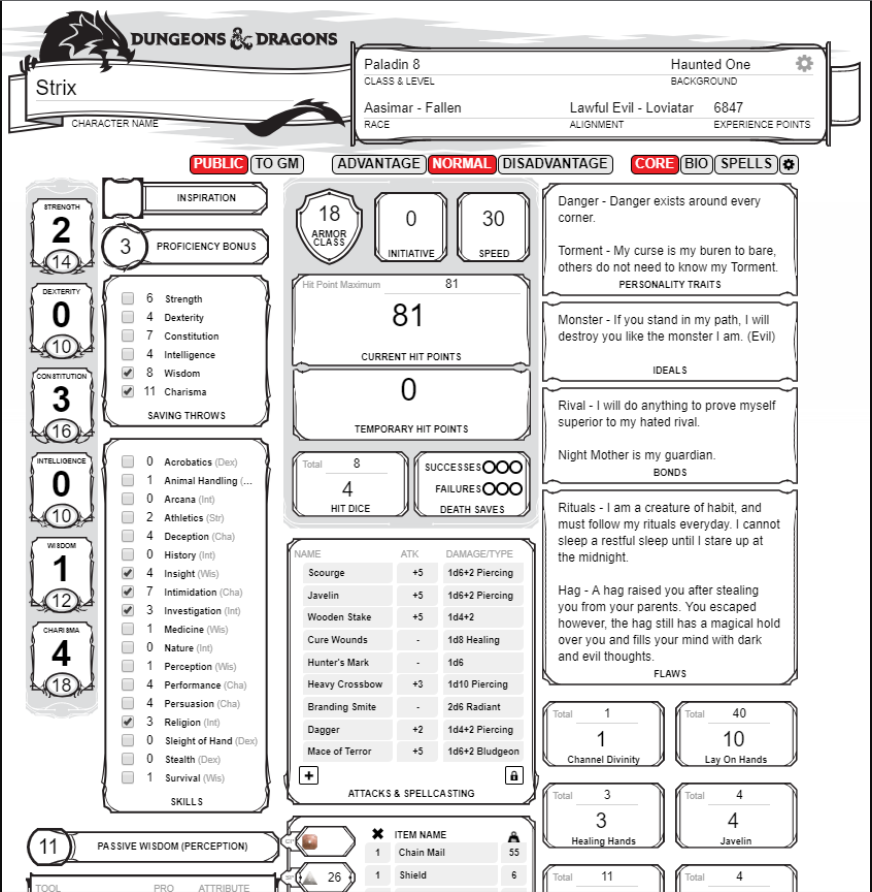 DUNGEONS & DRAGONS
Strix
CHARACTER NAME
Paladin 8 Haunted One
CLASS & LEVEL BACKGROUND
Aasimar - Fallen Lawful Evil - Loviatar 6847
RACE ALIGNMENT EXPERIENCE POINTS
PUBLIC TO GM ADVANTAGE NORMAL DISADVANTAGE CORE BIO SPELLS
STRENGTH
2
14
DEXTERITY
0
10
CONSTITUTION
3
16
INTELLIGENCE
0
10
WISDOM
1
12
CHARISMA
4
18
INSPIRATION
3 PROFICIENCY BONUS
6 Strength
4 Dexterity
7 Constitution
4 Intelligence
8 Wisdom
11 Charisma
SAVING THROWS
0 Acrobatics (Dex)
1 Animal Handling (...
0 Arcana (Int)
2 Athletics (Str)
4 Deception (Cha)
0 History (Int)
4 Insight (Wis)
7 Intimidation (Cha)
3 Investigation (Int)
1 Medicine (Wis)
0 Nature (Int)
1 Perception (Wis)
4 Performance (Cha)
4 Persuasion (Cha)
3 Religion (Int)
0 Sleight of Hand (Dex)
0 Stealth (Dex)
1 Survival (Wis)
SKILLS
11 PASSIVE WISDOM (PERCEPTION)
TOOL PRO ATTRIBUTE
18
ARMOR
CLASS
0
INITIATIVE
30
SPEED
Hit Point Maximum 81
81
CURRENT HIT POINTS
0
TEMPORARY HIT POINTS
Total 8
4
HIT DICE
SUCCESSES
FAILURES
DEATH SAVES
NAME ATK DAMAGE/TYPE
Scourge +5 1d6+2 Piercing
Javelin +5 1d6+2 Piercing
Wooden Stake +5 1d4+2
Cure Wounds - 1d8 Healing
Hunter's Mark - 1d6
Heavy Crossbow +3 1d10 Piercing
Branding Smite - 2d6 Radiant
Dagger +2 1d4+2 Piercing
Mace of Terror +5 1d6+2 Bludgeon
ATTACKS & SPELLCASTING
26
ITEM NAME
1 Chain Mail 55
1 Shield 6
Danger - Danger exists around every
corner.
Torment - My curse is my buren to bare,
others do not need to know my Torment.
PERSONALITY TRAITS
Monster - If you stand in my path, I will
destroy you like the monster I am. (Evil)
IDEALS
Rival - I will do anything to prove myself
superior to my hated rival.
Night Mother is my guardian.
BONDS
Rituals - I am a creature of habit, and
must follow my rituals everyday. I cannot
sleep a restful sleep until I stare up at
the midnight.
Hag - A hag raised you after stealing
you from your parents. You escaped
however, the hag still has a magical hold
over you and fills your mind with dark
and evil thoughts.
FLAWS
Total 1
1
Channel Divinity
Total 40
10
Lay On Hands
Total 3
3
Healing Hands
Total 4
4
Javelin
Total 11
Total 4